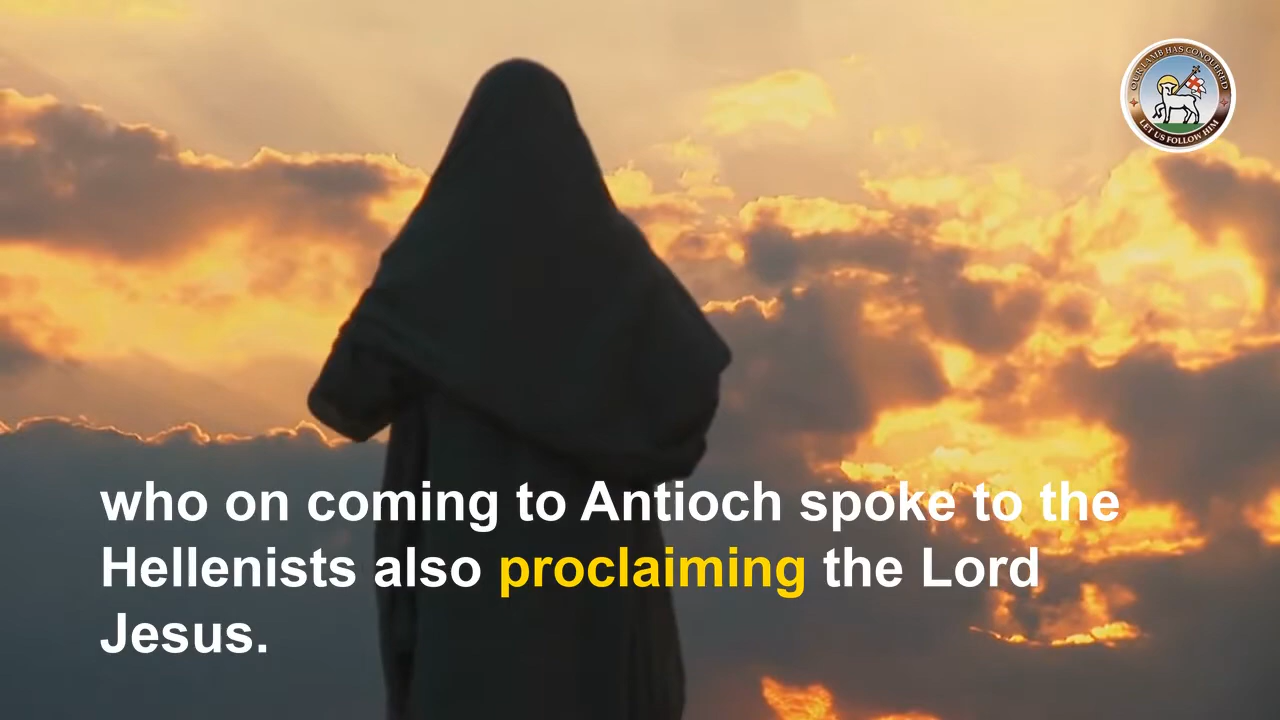 OUR LAMB HAS CONQUERED
LET US FOLLOW HIM
who on coming to Antioch spoke to the
Hellenists also proclaiming the Lord
Jesus.